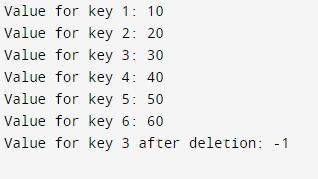 Value for key 1: 10
Value for key 2: 20
Value for key 3: 30
Value for key 4: 40
Value for key 5: 50
Value for key 6: 60
Value for key 3 after deletion: -1